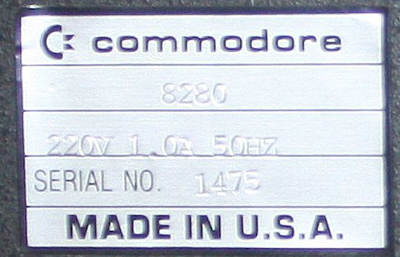 commodore
8280
220V 1.0A 50HZ
SERIAL NO. 1475
MADE IN U.S.A.